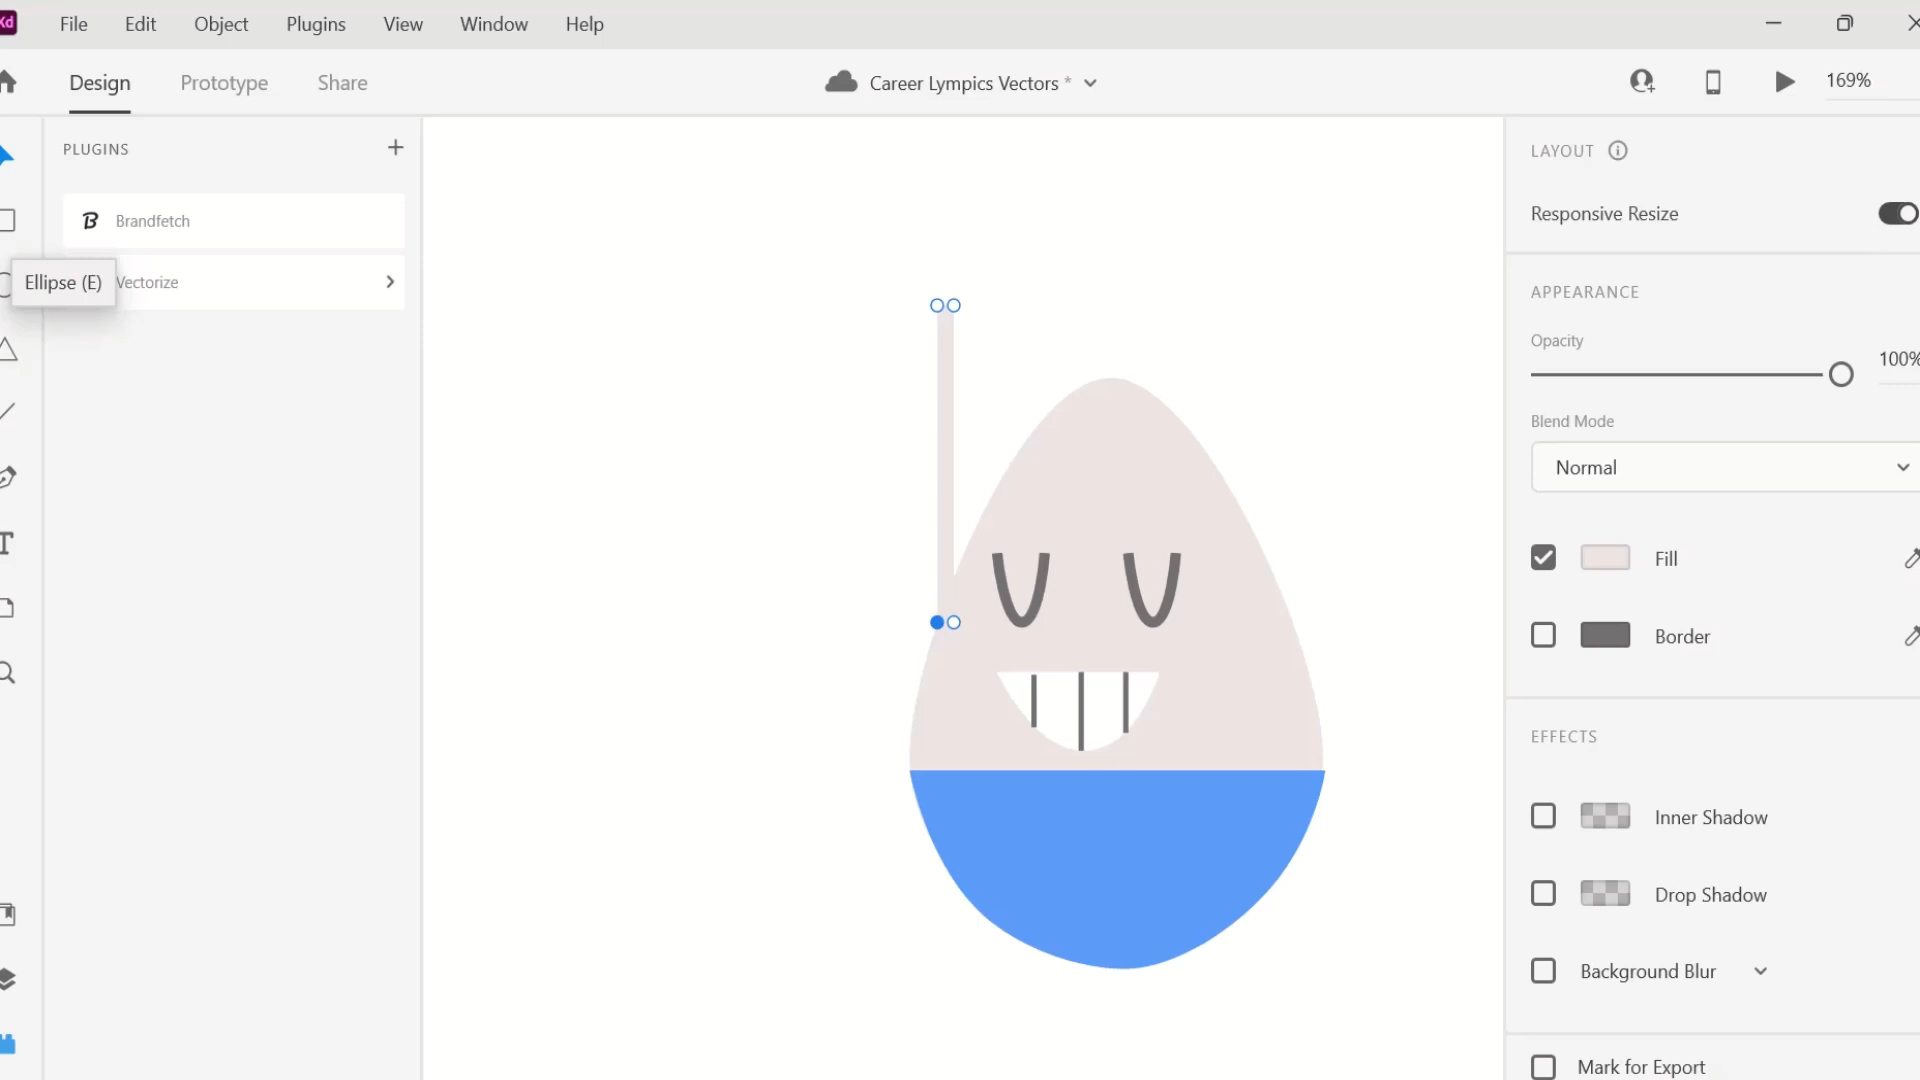 Xd File Edit Object Plugins View Window Help
Design Prototype Share Career Lympics Vectors * 169%
PLUGINS
Brandfetch
Ellipse (E) Vectorize
LAYOUT
Responsive Resize
APPEARANCE
Opacity
100%
Blend Mode
Normal
Fill
Border
EFFECTS
Inner Shadow
Drop Shadow
Background Blur
Mark for Export